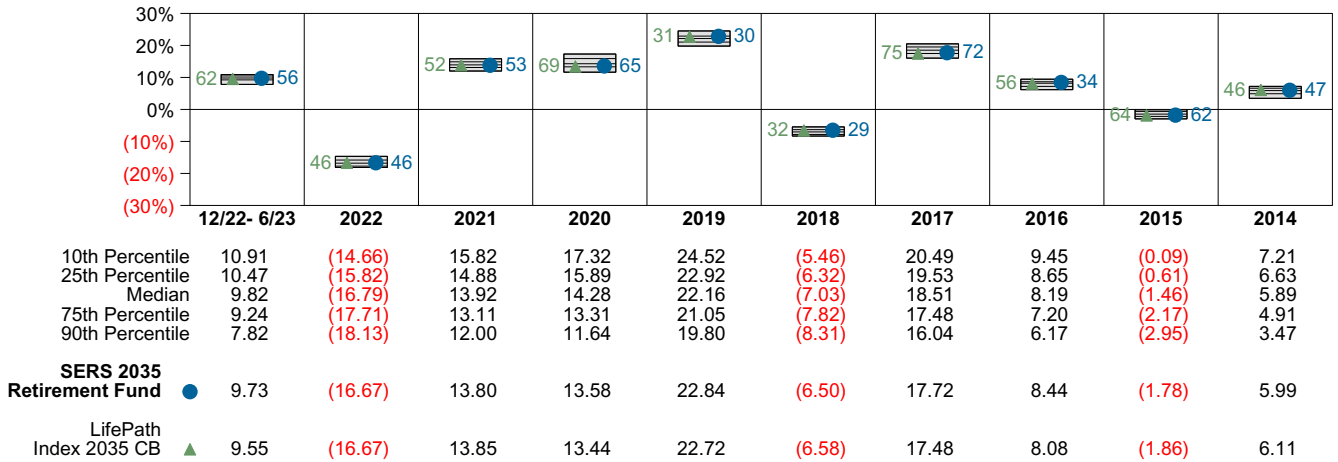 30%
20%
10%
0%
(10%)
(20%)
(30%)
62 56
46 46
52 53
69 65
31 30
32 29
75 72
56 34
64 62
46 47
12/22- 6/23 2022 2021 2020 2019 2018 2017 2016 2015 2014
10th Percentile 10.91 (14.66) 15.82 17.32 24.52 (5.46) 20.49 9.45 (0.09) 7.21
25th Percentile 10.47 (15.82) 14.88 15.89 22.92 (6.32) 19.53 8.65 (0.61) 6.63
Median 9.82 (16.79) 13.92 14.28 22.16 (7.03) 18.51 8.19 (1.46) 5.89
75th Percentile 9.24 (17.71) 13.11 13.31 21.05 (7.82) 17.48 7.20 (2.17) 4.91
90th Percentile 7.82 (18.13) 12.00 11.64 19.80 (8.31) 16.04 6.17 (2.95) 3.47
SERS 2035
Retirement Fund 9.73 (16.67) 13.80 13.58 22.84 (6.50) 17.72 8.44 (1.78) 5.99
LifePath
Index 2035 CB 9.55 (16.67) 13.85 13.44 22.72 (6.58) 17.48 8.08 (1.86) 6.11